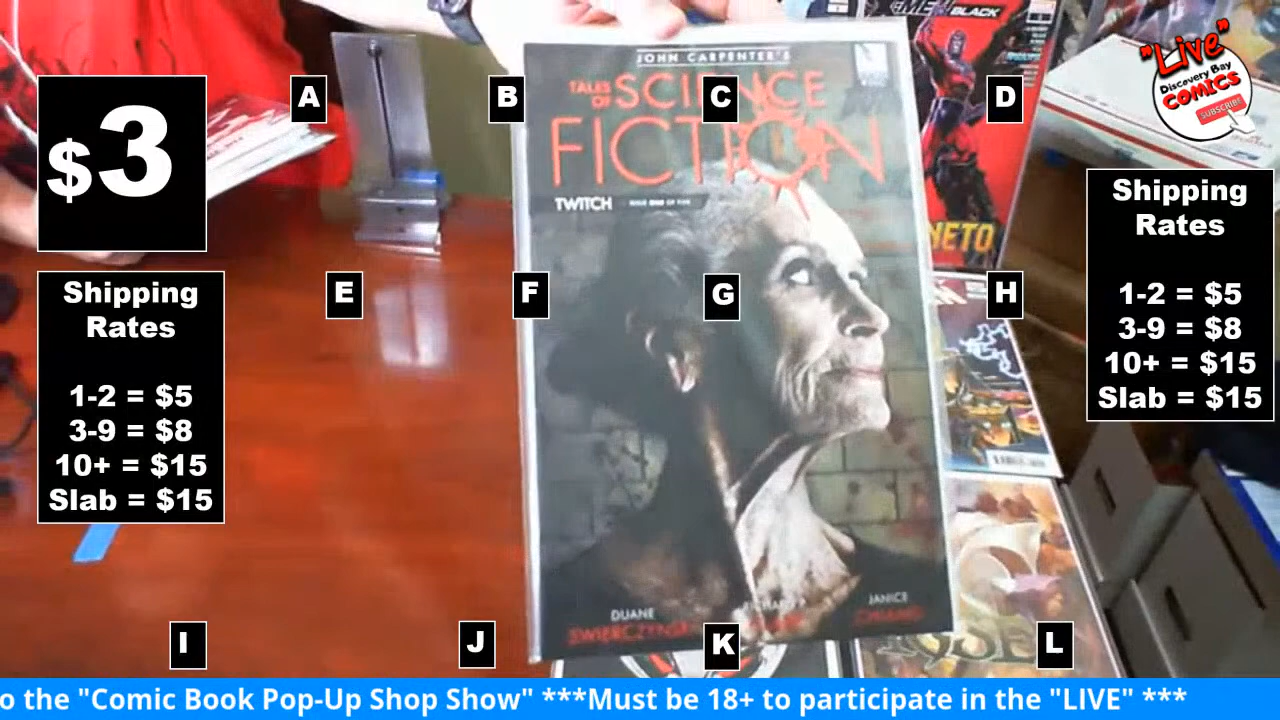 $3
Shipping
Rates
1-2 = $5
3-9 = $8
10+ = $15
Slab = $15
A
B
C
D
E
F
G
H
I
J
K
L
JOHN CARPENTER'S
TALES
OF SCIENCE
FICTION
TWITCH
DUANE
SWIERCZYNSKI
JANICE
BLACK
"Live"
Discovery Bay
COMICS
SUBSCRIBE
Shipping
Rates
1-2 = $5
3-9 = $8
10+ = $15
Slab = $15
o the "Comic Book Pop-Up Shop Show" ***Must be 18+ to participate in the "LIVE" ***